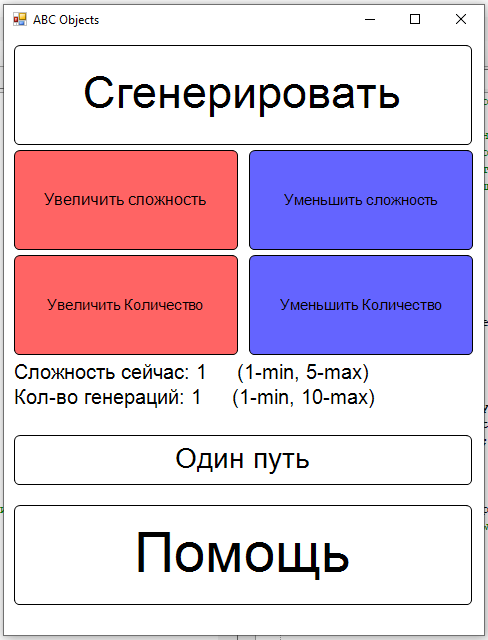 ABC Objects
Сгенерировать
Увеличить сложность
Уменьшить сложность
Увеличить Количество
Уменьшить Количество
Сложность сейчас: 1 (1-min, 5-max)
Кол-во генераций: 1 (1-min, 10-max)
Один путь
Помощь